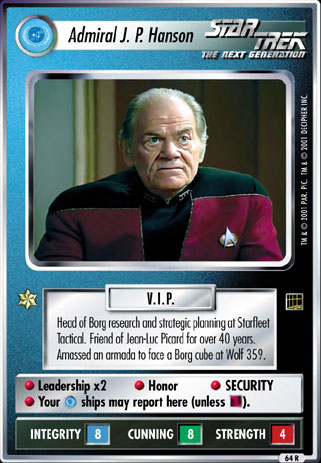 Admiral J. P. Hanson
STAR TREK
THE NEXT GENERATION
TM & © 2001 PAR. PIC. TM & © 2001 DECIPHER INC.
V.I.P.
Head of Borg research and strategic planning at Starfleet
Tactical. Friend of Jean-Luc Picard for over 40 years.
Amassed an armada to face a Borg cube at Wolf 359.
Leadership x2 Honor SECURITY
Your ships may report here (unless ).
INTEGRITY 8 CUNNING 8 STRENGTH 4
64 R